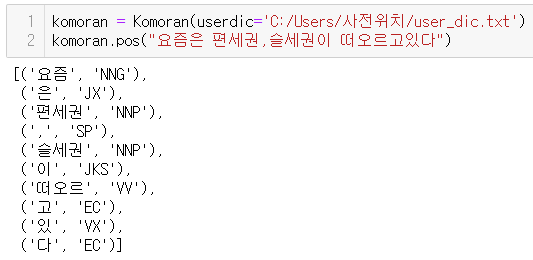 1 komoran = Komoran(userdic='C:/Users/사전위치/user_dic.txt')
2 komoran.pos("요즘은 편세권,슬세권이 떠오르고있다")
[('요즘', 'NNG'),
('은', 'JX'),
('편세권', 'NNP'),
(',', 'SP'),
('슬세권', 'NNP'),
('이', 'JKS'),
('떠오르', 'VV'),
('고', 'EC'),
('있', 'VX'),
('다', 'EC')]